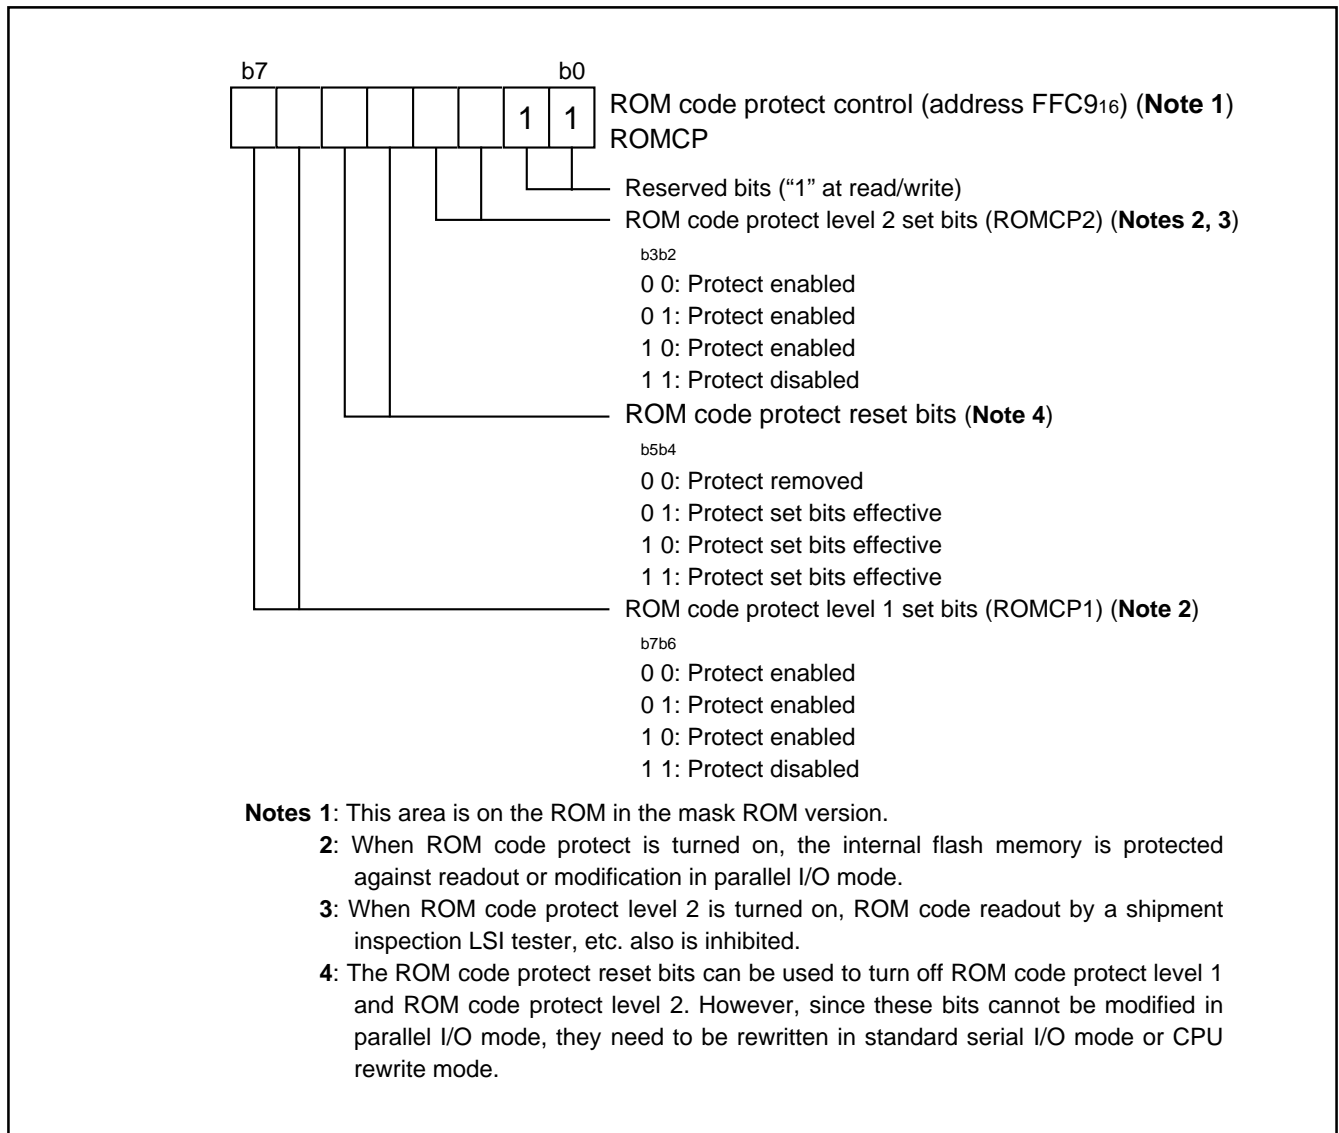 b7 b0
1 1 ROM code protect control (address FFC916) (Note 1)
ROMCP
Reserved bits (“1” at read/write)
ROM code protect level 2 set bits (ROMCP2) (Notes 2, 3)
b3b2
0 0: Protect enabled
0 1: Protect enabled
1 0: Protect enabled
1 1: Protect disabled
ROM code protect reset bits (Note 4)
b5b4
0 0: Protect removed
0 1: Protect set bits effective
1 0: Protect set bits effective
1 1: Protect set bits effective
ROM code protect level 1 set bits (ROMCP1) (Note 2)
b7b6
0 0: Protect enabled
0 1: Protect enabled
1 0: Protect enabled
1 1: Protect disabled
Notes 1: This area is on the ROM in the mask ROM version.
2: When ROM code protect is turned on, the internal flash memory is protected
against readout or modification in parallel I/O mode.
3: When ROM code protect level 2 is turned on, ROM code readout by a shipment
inspection LSI tester, etc. also is inhibited.
4: The ROM code protect reset bits can be used to turn off ROM code protect level 1
and ROM code protect level 2. However, since these bits cannot be modified in
parallel I/O mode, they need to be rewritten in standard serial I/O mode or CPU
rewrite mode.